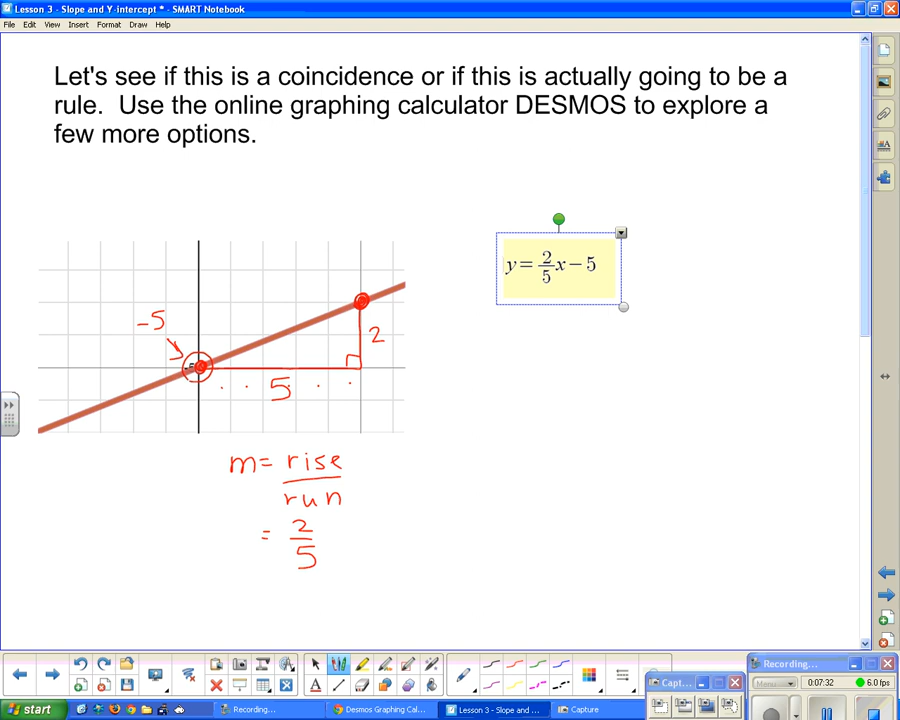 Lesson 3 - Slope and Y-intercept * - SMART Notebook
File Edit View Insert Format Draw Help
Let's see if this is a coincidence or if this is actually going to be a
rule. Use the online graphing calculator DESMOS to explore a
few more options.
y = 2/5 x - 5
-5
2
5
m = rise
run
= 2
5
Recording...
Menu
0:07:32
6.0 fps
Capt...
start
Recording...
Desmos Graphing Cal...
Lesson 3 - Slope and ...
Capture